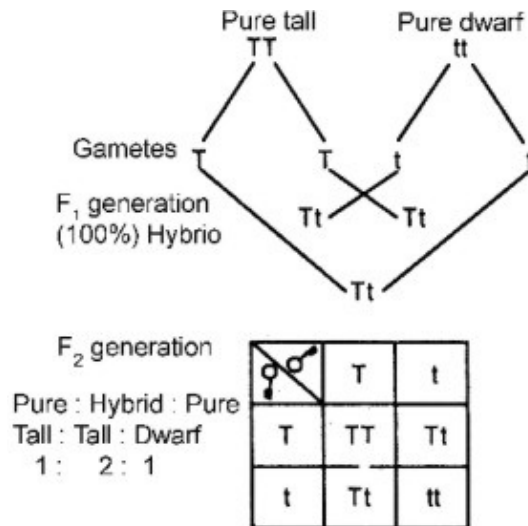 Pure tall Pure dwarf
TT tt
Gametes T T t t
F₁ generation
(100%) Hybrio
Tt Tt
Tt
F₂ generation
T t
Pure : Hybrid : Pure
Tall : Tall : Dwarf
1 : 2 : 1
T TT Tt
t Tt tt